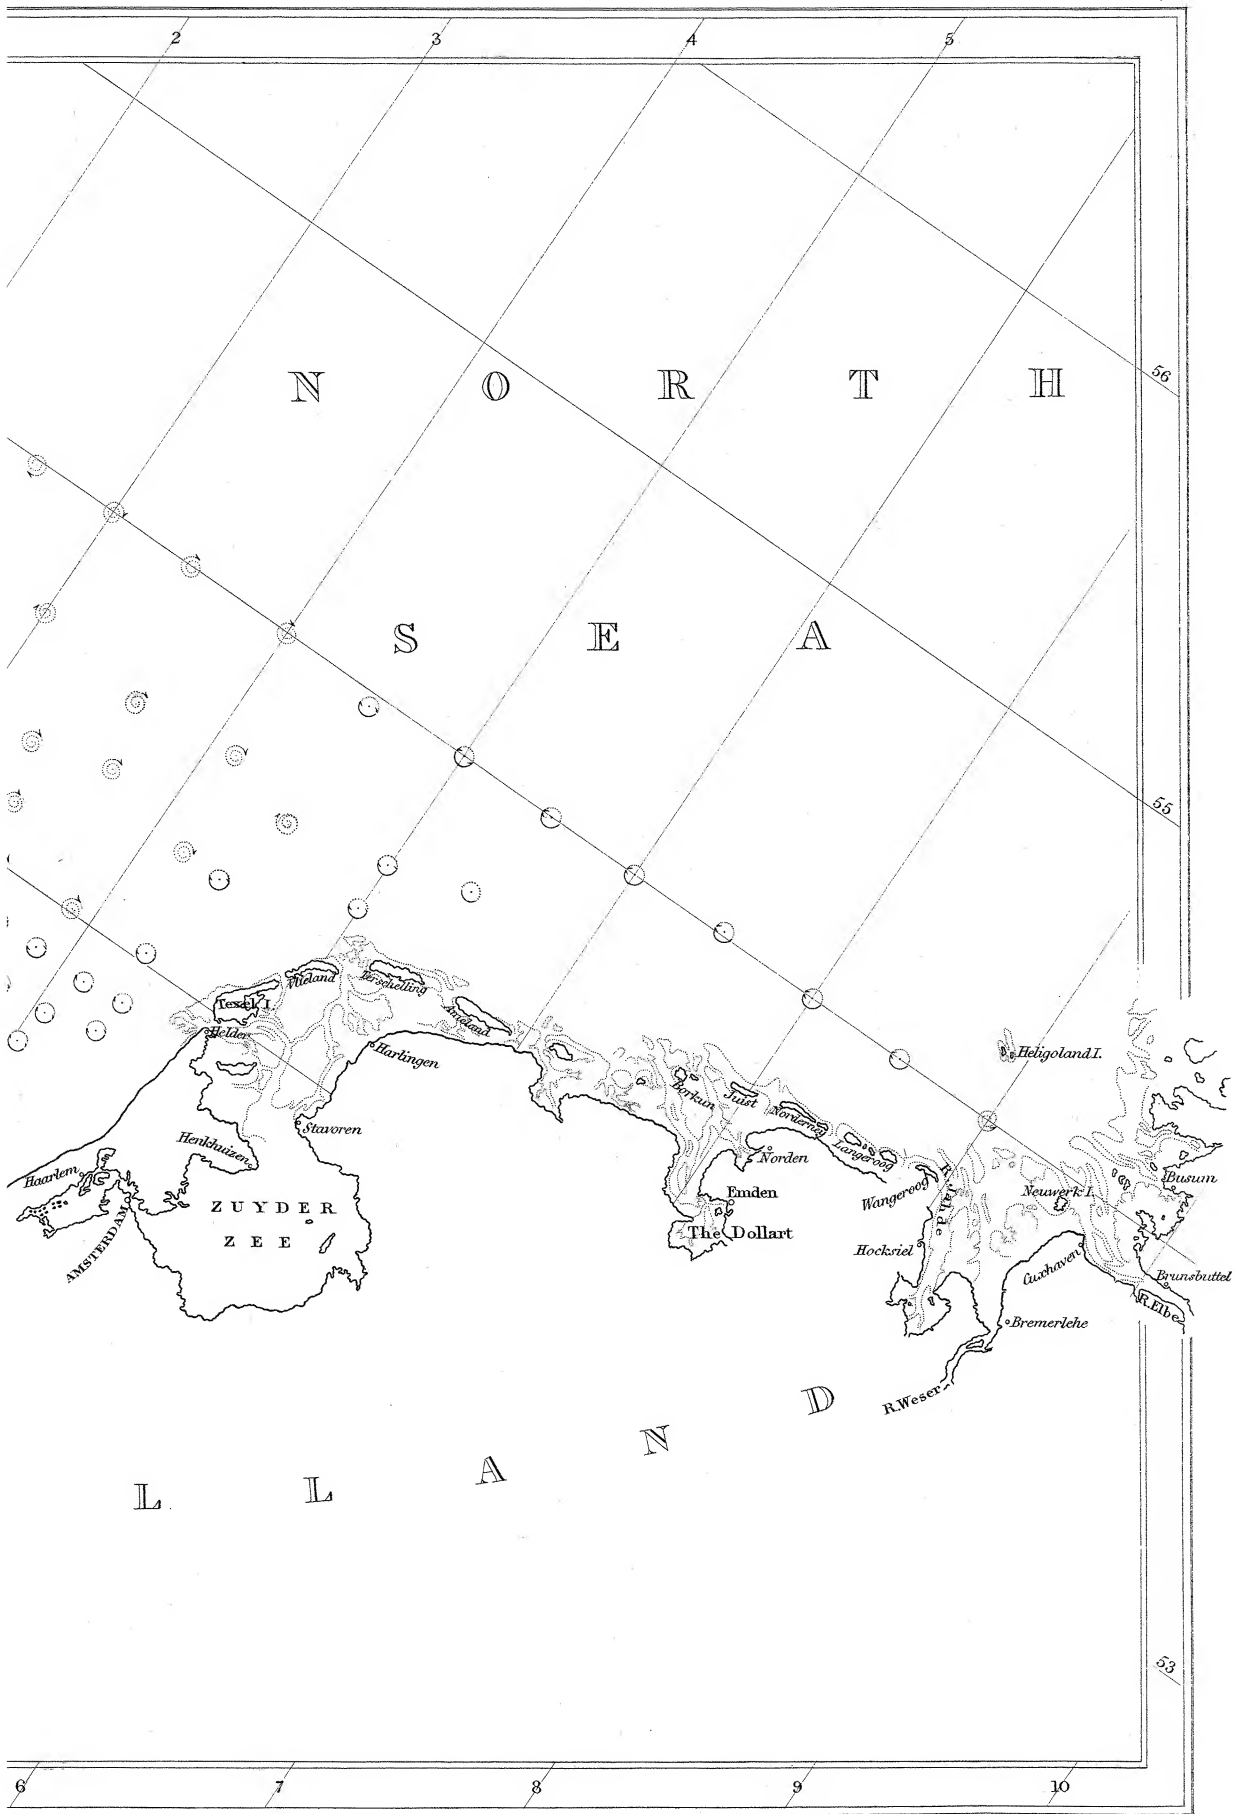 2 3 4 5
56
N O R T H
S E A
55
Vlieland
Terschelling
Texel I.
Ameland
Helder
Harlingen
Heligoland I.
Borkun
Juist
Norderney
Stavoren
Henkhuizen
Langeroog
Norden
Haarlem
Wangeroog
R. Jahde
Neuwerk I.
Busum
Emden
ZUYDER
ZEE
The Dollart
AMSTERDAM
Hocksiel
Cuxhaven
Brunsbuttel
R. Elbe
Bremerlehe
R. Weser
L L A N D
53
6 7 8 9 10